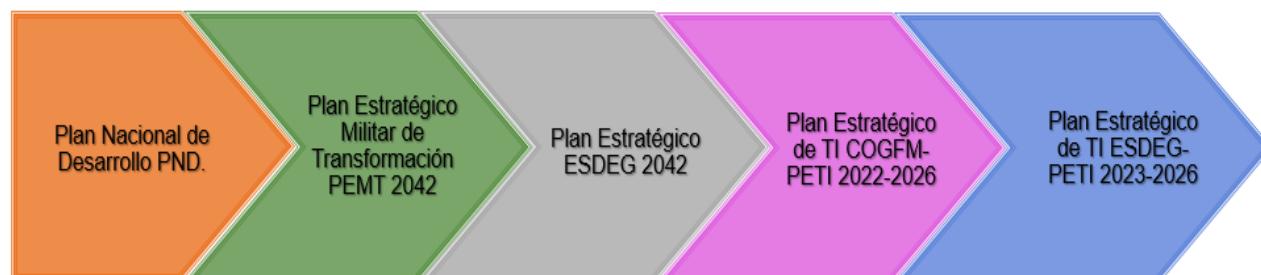 Plan Nacional de
Desarrollo PND.
Plan Estratégico
Militar de
Transformación
PEMT 2042
Plan Estratégico
ESDEG 2042
Plan Estratégico
de TI COGFM-
PETI 2022-2026
Plan Estratégico
de TI ESDEG-
PETI 2023-2026